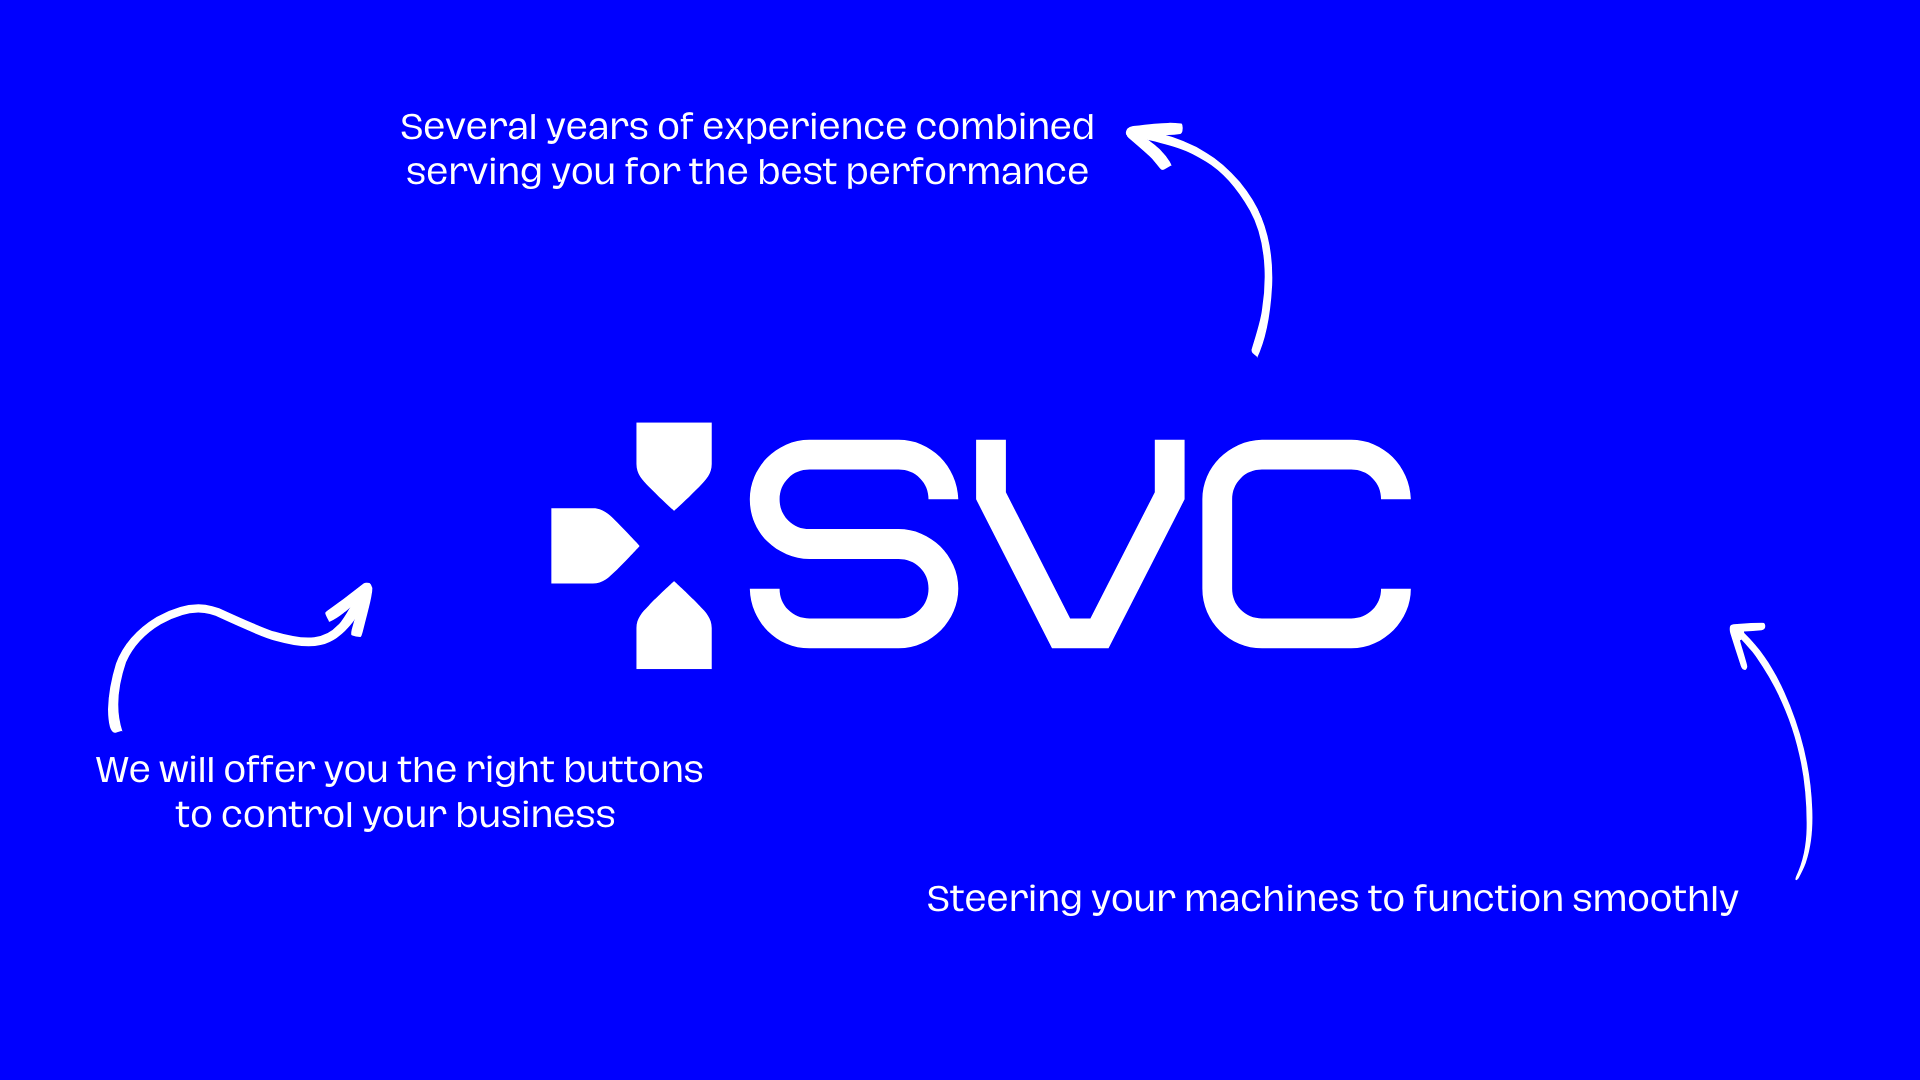 Several years of experience combined
serving you for the best performance
SVC
We will offer you the right buttons
to control your business
Steering your machines to function smoothly